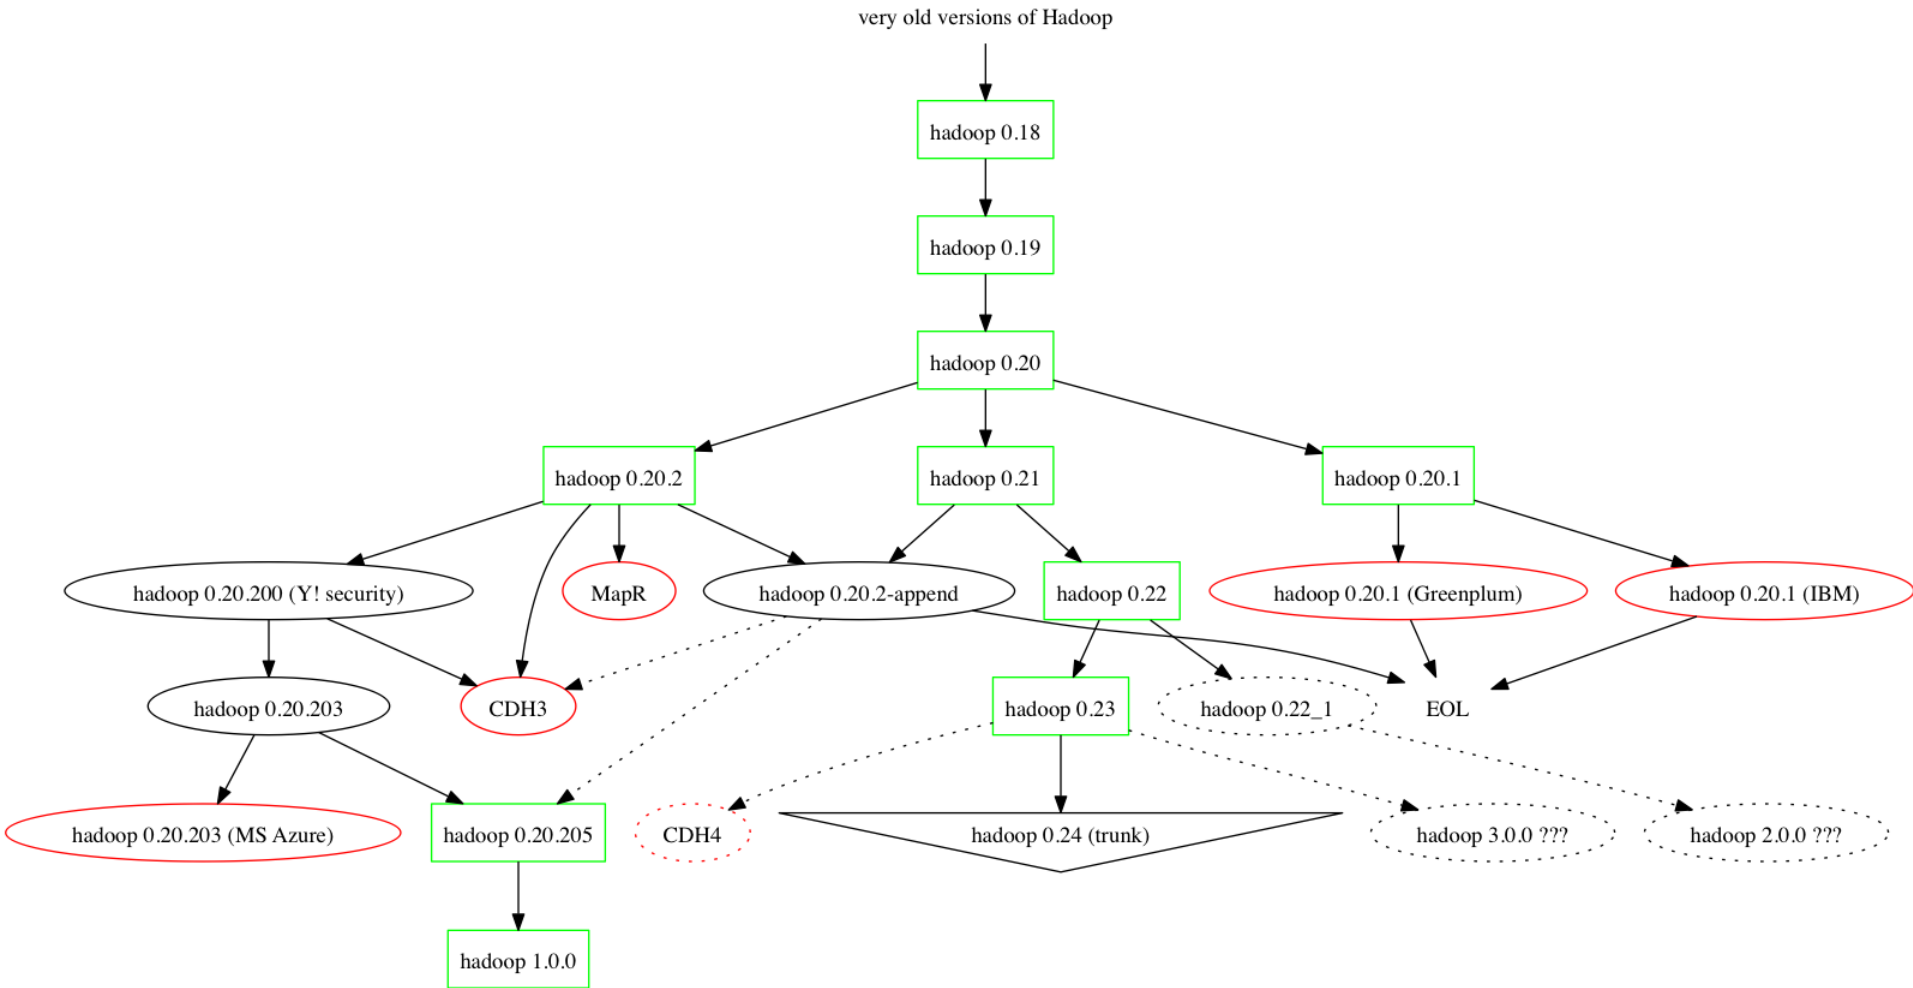 very old versions of Hadoop
hadoop 0.18
hadoop 0.19
hadoop 0.20
hadoop 0.20.2
hadoop 0.21
hadoop 0.20.1
hadoop 0.20.200 (Y! security)
MapR
hadoop 0.20.2-append
hadoop 0.22
hadoop 0.20.1 (Greenplum)
hadoop 0.20.1 (IBM)
hadoop 0.20.203
CDH3
hadoop 0.23
hadoop 0.22_1
EOL
hadoop 0.20.203 (MS Azure)
hadoop 0.20.205
CDH4
hadoop 0.24 (trunk)
hadoop 3.0.0 ???
hadoop 2.0.0 ???
hadoop 1.0.0